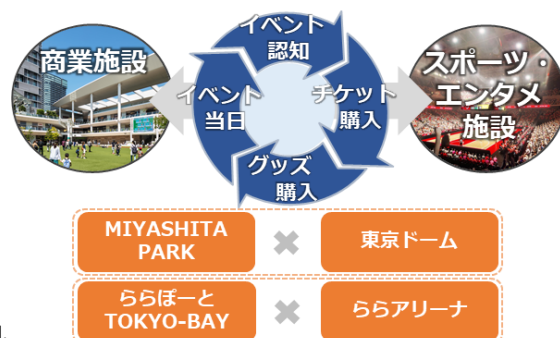 イベント
認知
商業施設
スポーツ・
エンタメ
施設
イベント
当日
チケット
購入
グッズ
購入
MIYASHITA
PARK
✖
東京ドーム
ららぽーと
TOKYO-BAY
✖
ららアリーナ